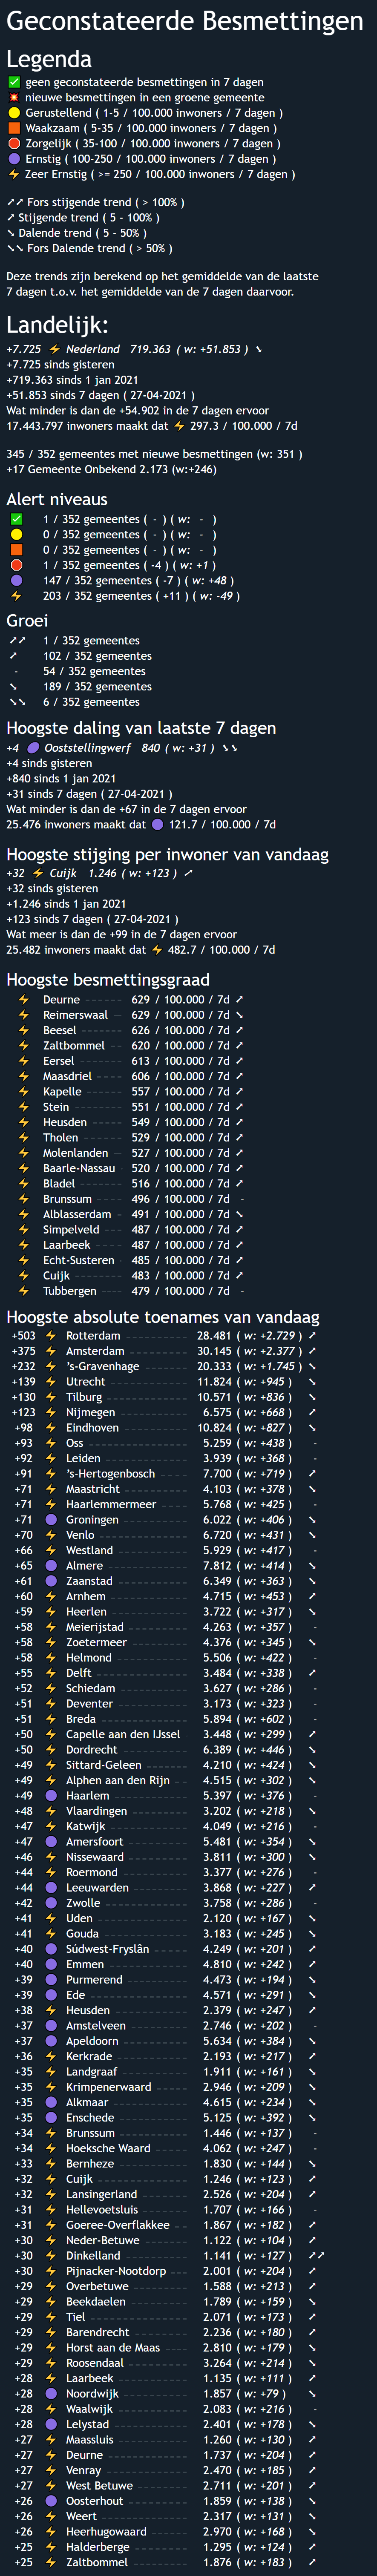 Geconstateerde Besmettingen
Legenda
geen geconstateerde besmettingen in 7 dagen
nieuwe besmettingen in een groene gemeente
Gerustellend ( 1-5 / 100.000 inwoners / 7 dagen )
Waakzaam ( 5-35 / 100.000 inwoners / 7 dagen )
Zorgelijk ( 35-100 / 100.000 inwoners / 7 dagen )
Ernstig ( 100-250 / 100.000 inwoners / 7 dagen )
Zeer Ernstig ( >= 250 / 100.000 inwoners / 7 dagen )
Fors stijgende trend ( > 100% )
Stijgende trend ( 5 - 100% )
Dalende trend ( 5 - 50% )
Fors Dalende trend ( > 50% )
Deze trends zijn berekend op het gemiddelde van de laatste
7 dagen t.o.v. het gemiddelde van de 7 dagen daarvoor.
Landelijk:
+7.725 Nederland 719.363 ( w: +51.853 )
+7.725 sinds gisteren
+719.363 sinds 1 jan 2021
+51.853 sinds 7 dagen ( 27-04-2021 )
Wat minder is dan de +54.902 in de 7 dagen ervoor
17.443.797 inwoners maakt dat 297.3 / 100.000 / 7d
345 / 352 gemeentes met nieuwe besmettingen (w: 351 )
+17 Gemeente Onbekend 2.173 (w:+246)
Alert niveaus
1 / 352 gemeentes ( - ) ( w: - )
0 / 352 gemeentes ( - ) ( w: - )
0 / 352 gemeentes ( - ) ( w: - )
1 / 352 gemeentes ( -4 ) ( w: +1 )
147 / 352 gemeentes ( -7 ) ( w: +48 )
203 / 352 gemeentes ( +11 ) ( w: -49 )
Groei
1 / 352 gemeentes
102 / 352 gemeentes
- 54 / 352 gemeentes
189 / 352 gemeentes
6 / 352 gemeentes
Hoogste daling van laatste 7 dagen
+4 Ooststellingwerf 840 ( w: +31 )
+4 sinds gisteren
+840 sinds 1 jan 2021
+31 sinds 7 dagen ( 27-04-2021 )
Wat minder is dan de +67 in de 7 dagen ervoor
25.476 inwoners maakt dat 121.7 / 100.000 / 7d
Hoogste stijging per inwoner van vandaag
+32 Cuijk 1.246 ( w: +123 )
+32 sinds gisteren
+1.246 sinds 1 jan 2021
+123 sinds 7 dagen ( 27-04-2021 )
Wat meer is dan de +99 in de 7 dagen ervoor
25.482 inwoners maakt dat 482.7 / 100.000 / 7d
Hoogste besmettingsgraad
Deurne 629 / 100.000 / 7d
Reimerswaal 629 / 100.000 / 7d
Beesel 626 / 100.000 / 7d
Zaltbommel 620 / 100.000 / 7d
Eersel 613 / 100.000 / 7d
Maasdriel 606 / 100.000 / 7d
Kapelle 557 / 100.000 / 7d
Stein 551 / 100.000 / 7d
Heusden 549 / 100.000 / 7d
Tholen 529 / 100.000 / 7d
Molenlanden 527 / 100.000 / 7d
Baarle-Nassau 520 / 100.000 / 7d
Bladel 516 / 100.000 / 7d
Brunssum 496 / 100.000 / 7d -
Alblasserdam 491 / 100.000 / 7d
Simpelveld 487 / 100.000 / 7d
Laarbeek 487 / 100.000 / 7d
Echt-Susteren 485 / 100.000 / 7d
Cuijk 483 / 100.000 / 7d
Tubbergen 479 / 100.000 / 7d -
Hoogste absolute toenames van vandaag
+503 Rotterdam 28.481 ( w: +2.729 )
+375 Amsterdam 30.145 ( w: +2.377 )
+232 's-Gravenhage 20.333 ( w: +1.745 )
+139 Utrecht 11.824 ( w: +945 )
+130 Tilburg 10.571 ( w: +836 )
+123 Nijmegen 6.575 ( w: +668 )
+98 Eindhoven 10.824 ( w: +827 )
+93 Oss 5.259 ( w: +438 ) -
+92 Leiden 3.939 ( w: +368 ) -
+91 's-Hertogenbosch 7.700 ( w: +719 )
+71 Maastricht 4.103 ( w: +378 )
+71 Haarlemmermeer 5.768 ( w: +425 ) -
+71 Groningen 6.022 ( w: +406 )
+70 Venlo 6.720 ( w: +431 )
+66 Westland 5.929 ( w: +417 ) -
+65 Almere 7.812 ( w: +414 )
+61 Zaanstad 6.349 ( w: +363 )
+60 Arnhem 4.715 ( w: +453 )
+59 Heerlen 3.722 ( w: +317 )
+58 Meierijstad 4.263 ( w: +357 ) -
+58 Zoetermeer 4.376 ( w: +345 )
+58 Helmond 5.506 ( w: +422 ) -
+55 Delft 3.484 ( w: +338 )
+52 Schiedam 3.627 ( w: +286 ) -
+51 Deventer 3.173 ( w: +323 ) -
+51 Breda 5.894 ( w: +602 ) -
+50 Capelle aan den IJssel 3.448 ( w: +299 )
+50 Dordrecht 6.389 ( w: +446 )
+49 Sittard-Geleen 4.210 ( w: +424 )
+49 Alphen aan den Rijn 4.515 ( w: +302 )
+49 Haarlem 5.397 ( w: +376 ) -
+48 Vlaardingen 3.202 ( w: +218 )
+47 Katwijk 4.049 ( w: +216 ) -
+47 Amersfoort 5.481 ( w: +354 )
+46 Nissewaard 3.811 ( w: +300 )
+44 Roermond 3.377 ( w: +276 ) -
+44 Leeuwarden 3.868 ( w: +227 )
+42 Zwolle 3.758 ( w: +286 ) -
+41 Uden 2.120 ( w: +167 )
+41 Gouda 3.183 ( w: +245 )
+40 Súdwest-Fryslân 4.249 ( w: +201 )
+40 Emmen 4.810 ( w: +242 )
+39 Purmerend 4.473 ( w: +194 )
+39 Ede 4.571 ( w: +291 )
+38 Heusden 2.379 ( w: +247 )
+37 Amstelveen 2.746 ( w: +202 ) -
+37 Apeldoorn 5.634 ( w: +384 )
+36 Kerkrade 2.193 ( w: +217 )
+35 Landgraaf 1.911 ( w: +161 )
+35 Krimpenerwaard 2.946 ( w: +209 )
+35 Alkmaar 4.615 ( w: +234 )
+35 Enschede 5.125 ( w: +392 )
+34 Brunssum 1.446 ( w: +137 ) -
+34 Hoeksche Waard 4.062 ( w: +247 ) -
+33 Bernheze 1.830 ( w: +144 )
+32 Cuijk 1.246 ( w: +123 )
+32 Lansingerland 2.526 ( w: +204 )
+31 Hellevoetsluis 1.707 ( w: +166 ) -
+31 Goeree-Overflakkee 1.867 ( w: +182 )
+30 Neder-Betuwe 1.122 ( w: +104 )
+30 Dinkelland 1.141 ( w: +127 )
+30 Pijnacker-Nootdorp 2.001 ( w: +204 )
+29 Overbetuwe 1.588 ( w: +213 )
+29 Beekdaelen 1.789 ( w: +159 )
+29 Tiel 2.071 ( w: +173 )
+29 Barendrecht 2.236 ( w: +180 )
+29 Horst aan de Maas 2.810 ( w: +179 )
+29 Roosendaal 3.264 ( w: +214 )
+28 Laarbeek 1.135 ( w: +111 )
+28 Noordwijk 1.857 ( w: +79 )
+28 Waalwijk 2.083 ( w: +216 ) -
+28 Lelystad 2.401 ( w: +178 )
+27 Maassluis 1.260 ( w: +130 )
+27 Deurne 1.737 ( w: +204 )
+27 Venray 2.470 ( w: +185 )
+27 West Betuwe 2.711 ( w: +201 )
+26 Oosterhout 1.859 ( w: +138 )
+26 Weert 2.317 ( w: +131 )
+26 Heerhugowaard 2.970 ( w: +168 )
+25 Halderberge 1.295 ( w: +124 )
+25 Zaltbommel 1.876 ( w: +183 )